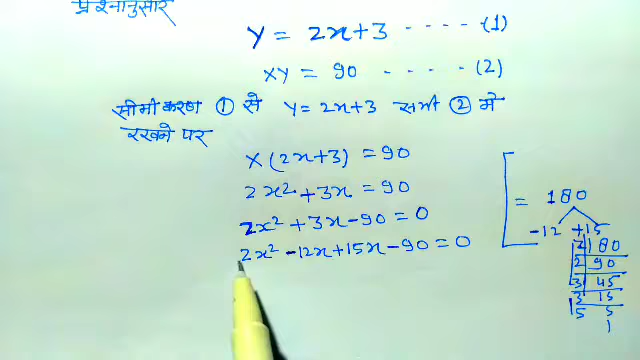 प्रश्नानुसार
Y = 2x+3 ----- (1)
XY = 90 - - - - - (2)
समी करण ① से Y = 2x+3 समी ② में
रखने पर
X(2x+3) = 90
2x² + 3x = 90
2x² + 3x - 90 = 0
2x² - 12x + 15x - 90 = 0
= 180
-12 +15
2 180
2 90
3 45
3 15
5 5
1